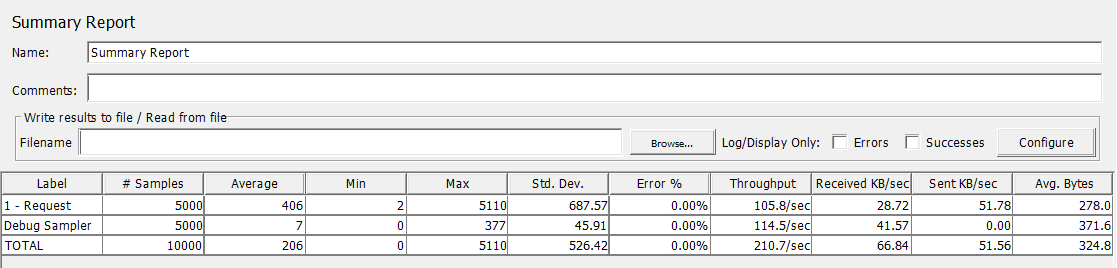 Summary Report
Name: Summary Report
Comments:
Write results to file / Read from file
Filename Browse... Log/Display Only: Errors Successes Configure
Label # Samples Average Min Max Std. Dev. Error % Throughput Received KB/sec Sent KB/sec Avg. Bytes
1 - Request 5000 406 2 5110 687.57 0.00% 105.8/sec 28.72 51.78 278.0
Debug Sampler 5000 7 0 377 45.91 0.00% 114.5/sec 41.57 0.00 371.6
TOTAL 10000 206 0 5110 526.42 0.00% 210.7/sec 66.84 51.56 324.8